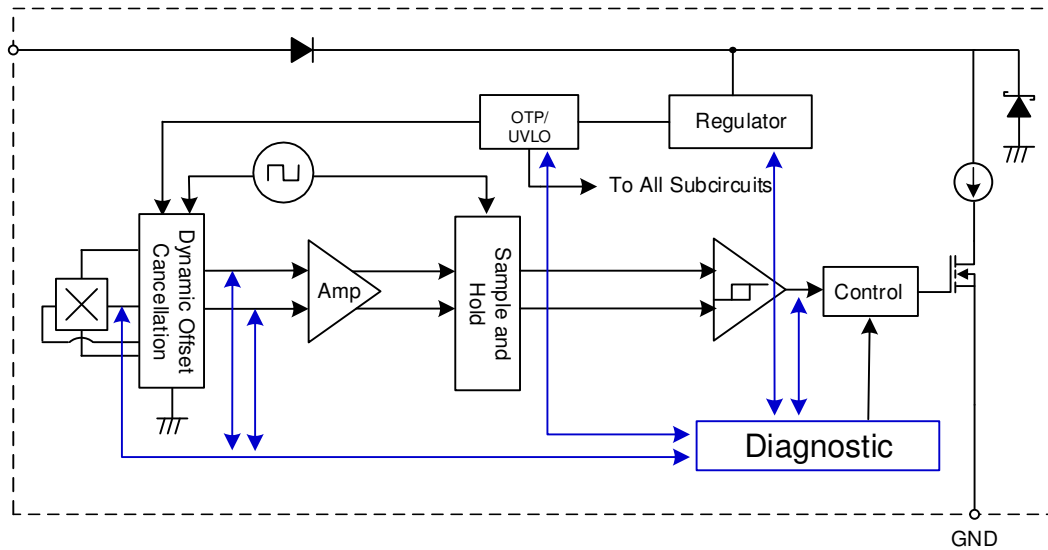 OTP/
UVLO
Regulator
To All Subcircuits
Dynamic Offset
Cancellation
Amp
Sample and
Hold
Control
Diagnostic
GND